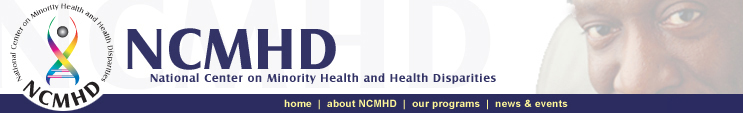 National Center on Minority Health and Health Disparities
NCMHD
NCMHD
National Center on Minority Health and Health Disparities
home | about NCMHD | our programs | news & events